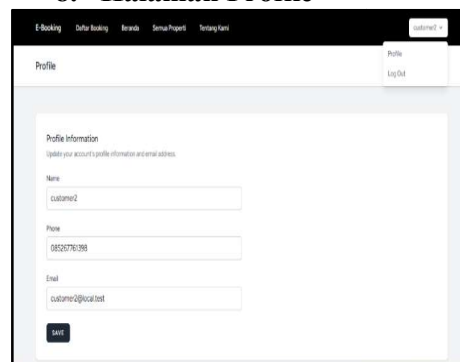 Halaman Profile
E-Booking Daftar Booking Beranda Semua Properti Tentang Kami customer2
Profile
Log Out
Profile
Profile Information
Update your account's profile information and email address.
Name
customer2
Phone
085267761398
Email
customer2@local.test
SAVE